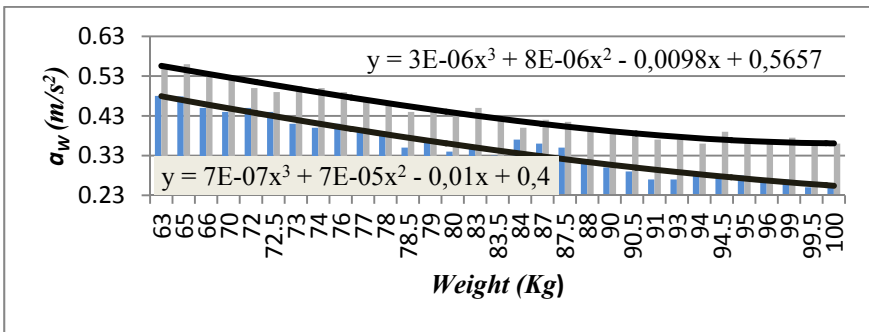 0.63
0.53
0.43
0.33
0.23
a_w (m/s²)
y = 3E-06x³ + 8E-06x² - 0,0098x + 0,5657
y = 7E-07x³ + 7E-05x² - 0,01x + 0,4
63 65 66 70 72 72.5 73 74 76 77 78 78.5 79 80 83 83.5 84 87 87.5 88 90 90.5 91 93 94 94.5 95 96 99 99.5 100
Weight (Kg)